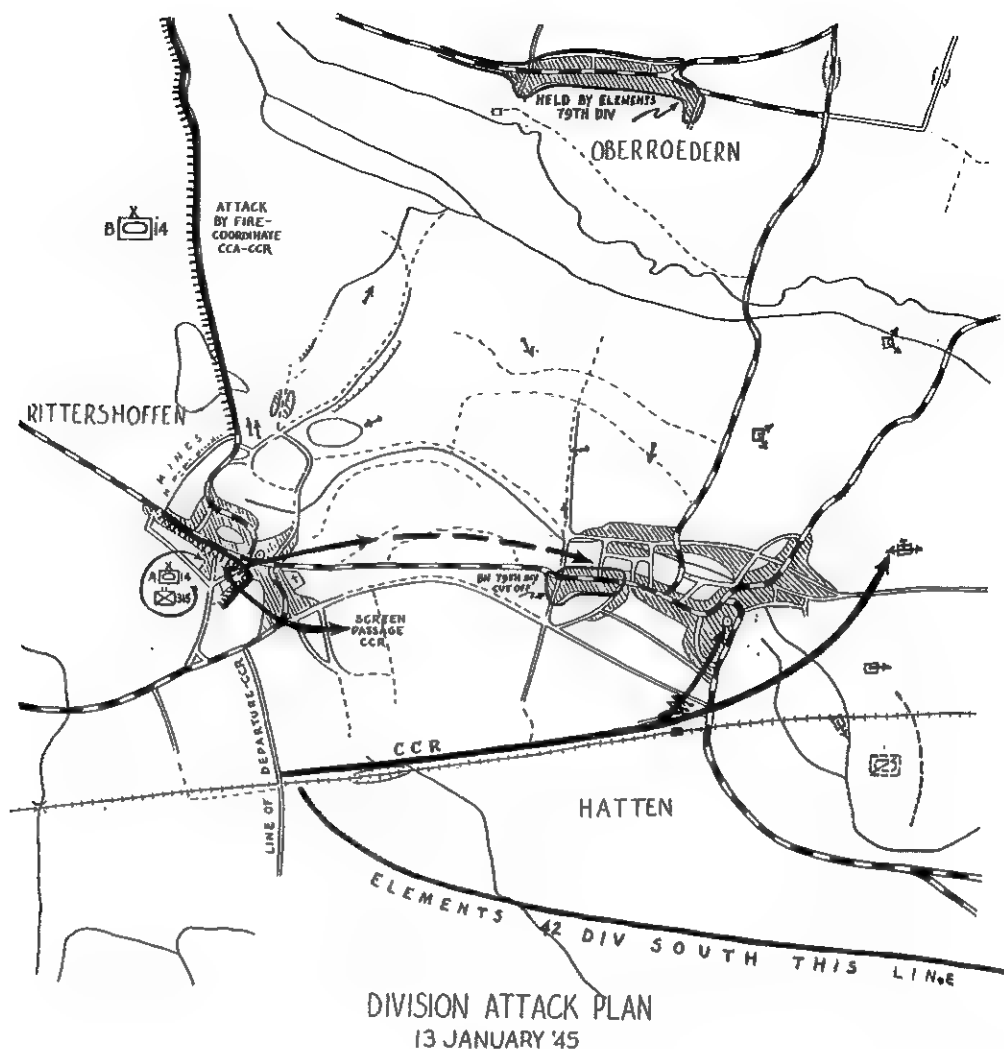 HELD BY ELEMENTS
79TH DIV
OBERROEDERN
B 14
ATTACK
BY FIRE-
COORDINATE
CCA-CCR
RITTERSHOFFEN
MINES
A 14
315
BN 79TH DIV
CUT OFF
SCREEN
PASSAGE
CCR
LINE OF DEPARTURE-CCR
CCR
HATTEN
ELEMENTS 42 DIV SOUTH THIS LINE
DIVISION ATTACK PLAN
13 JANUARY '45